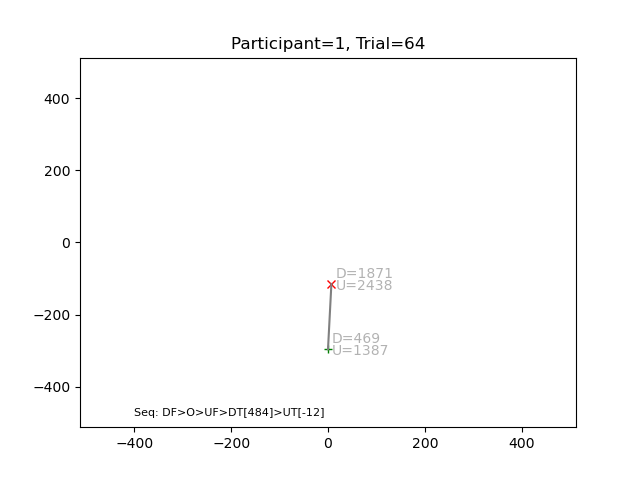 Participant=1, Trial=64
400
200
0
−200
−400
D=1871
U=2438
D=469
U=1387
Seq: DF>O>UF>DT[484]>UT[-12]
−400
−200
0
200
400